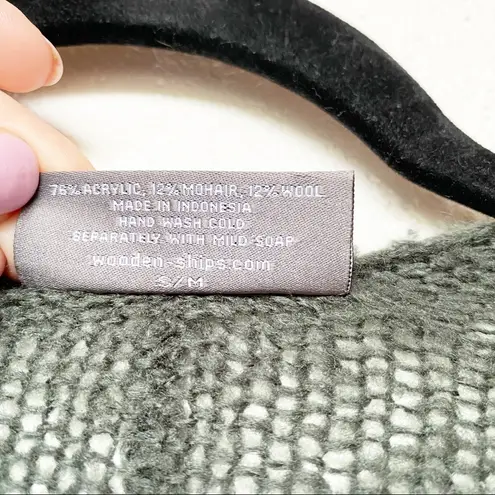 76% ACRYLIC, 12% MOHAIR, 12% WOOL
MADE IN INDONESIA
HAND WASH COLD
SEPARATELY WITH MILD SOAP
wooden-ships.com
S/M